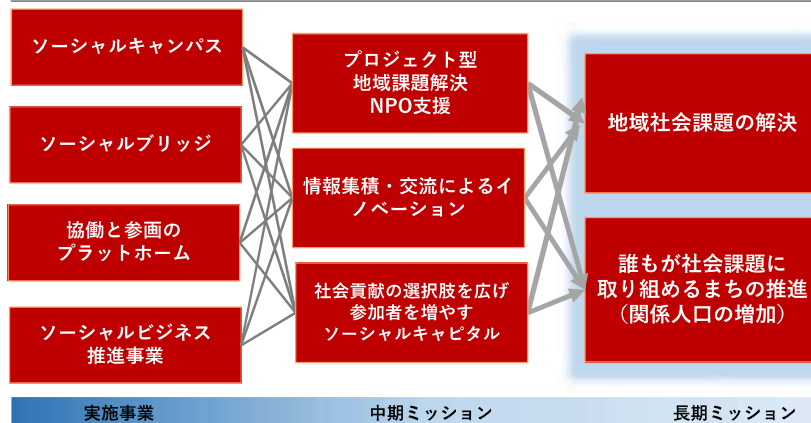 ソーシャルキャンパス
ソーシャルブリッジ
協働と参画の
プラットホーム
ソーシャルビジネス
推進事業
プロジェクト型
地域課題解決
NPO支援
情報集積・交流によるイ
ノベーション
社会貢献の選択肢を広げ
参加者を増やす
ソーシャルキャピタル
地域社会課題の解決
誰もが社会課題に
取り組めるまちの推進
（関係人口の増加）
実施事業
中期ミッション
長期ミッション